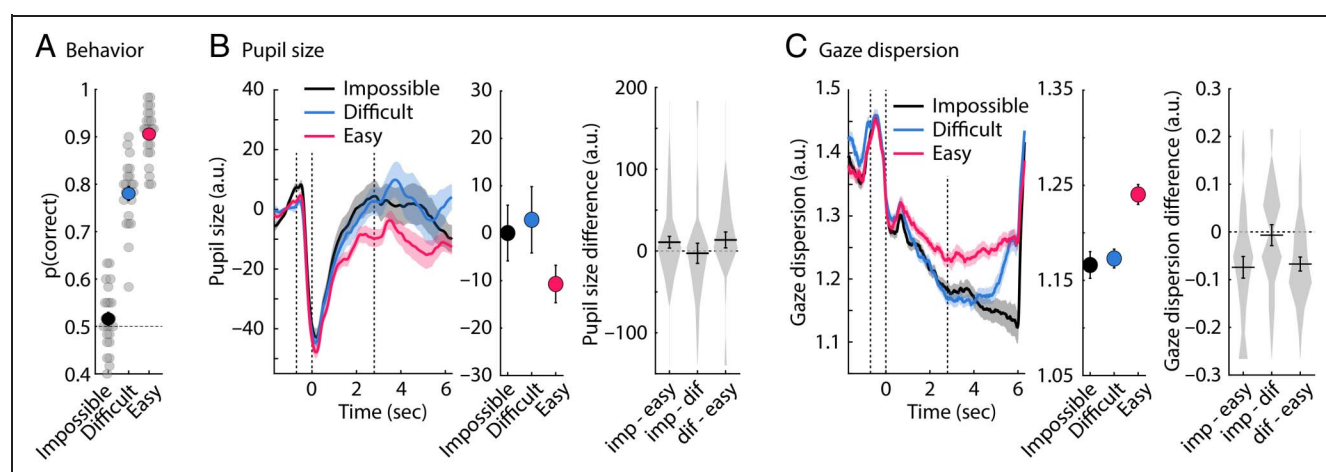 A Behavior
p(correct)
1
0.9
0.8
0.7
0.6
0.5
0.4
Impossible
Difficult
Easy
B Pupil size
Pupil size (a.u.)
40
20
0
−20
−40
Impossible
Difficult
Easy
0 2 4 6
Time (sec)
30
20
10
0
−10
−20
−30
Impossible
Difficult
Easy
Pupil size difference (a.u.)
200
100
0
−100
imp - easy
imp - dif
dif - easy
C Gaze dispersion
Gaze dispersion (a.u.)
1.5
1.4
1.3
1.2
1.1
Impossible
Difficult
Easy
0 2 4 6
Time (sec)
1.35
1.25
1.15
1.05
Impossible
Difficult
Easy
Gaze dispersion difference (a.u.)
0.3
0.2
0.1
0
−0.1
−0.2
−0.3
imp - easy
imp - dif
dif - easy